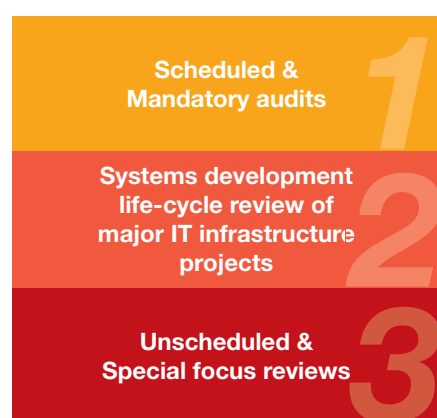 Scheduled &
Mandatory audits
1
Systems development
life-cycle review of
major IT infrastructure
projects
2
Unscheduled &
Special focus reviews
3